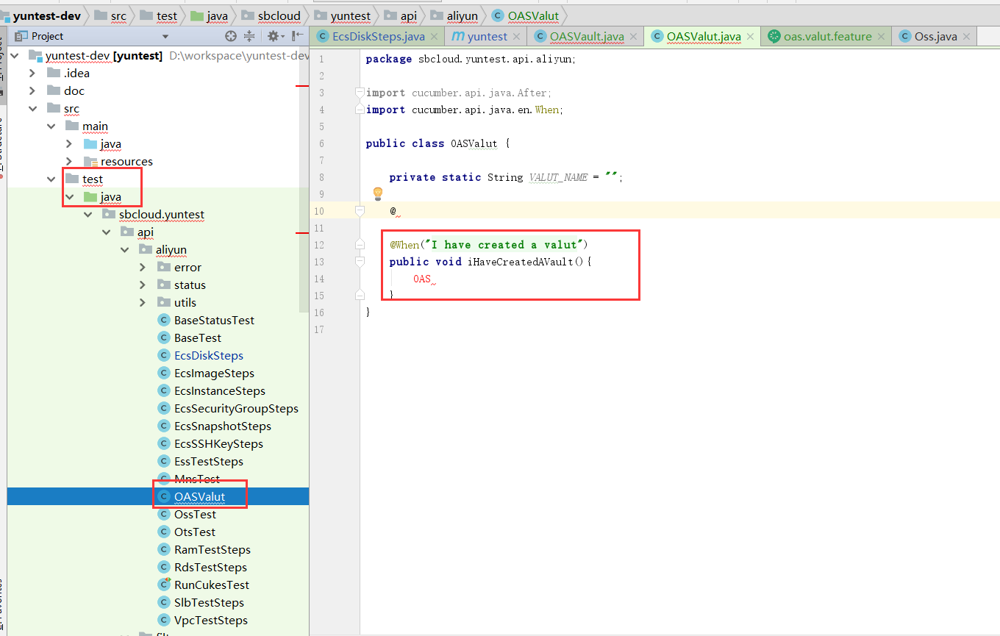 yuntest-dev src test java sbcloud yuntest api aliyun OASValut
Project
EcsDiskSteps.java yuntest OASVault.java OASValut.java oas.valut.feature Oss.java
yuntest-dev [yuntest] D:\workspace\yuntest-dev
.idea
doc
src
main
java
resources
test
java
sbcloud.yuntest
api
aliyun
error
status
utils
BaseStatusTest
BaseTest
EcsDiskSteps
EcsImageSteps
EcsInstanceSteps
EcsSecurityGroupSteps
EcsSnapshotSteps
EcsSSHKeySteps
EssTestSteps
MnsTest
OASValut
OssTest
OtsTest
RamTestSteps
RdsTestSteps
RunCukesTest
SlbTestSteps
VpcTestSteps
1 package sbcloud.yuntest.api.aliyun;
2
3 import cucumber.api.java.After;
4 import cucumber.api.java.en.When;
5
6 public class OASValut {
7
8 private static String VALUT_NAME = "";
9
10 @
11
12 @When("I have created a valut")
13 public void iHaveCreatedAVault(){
14 OAS
15 }
16 }
17